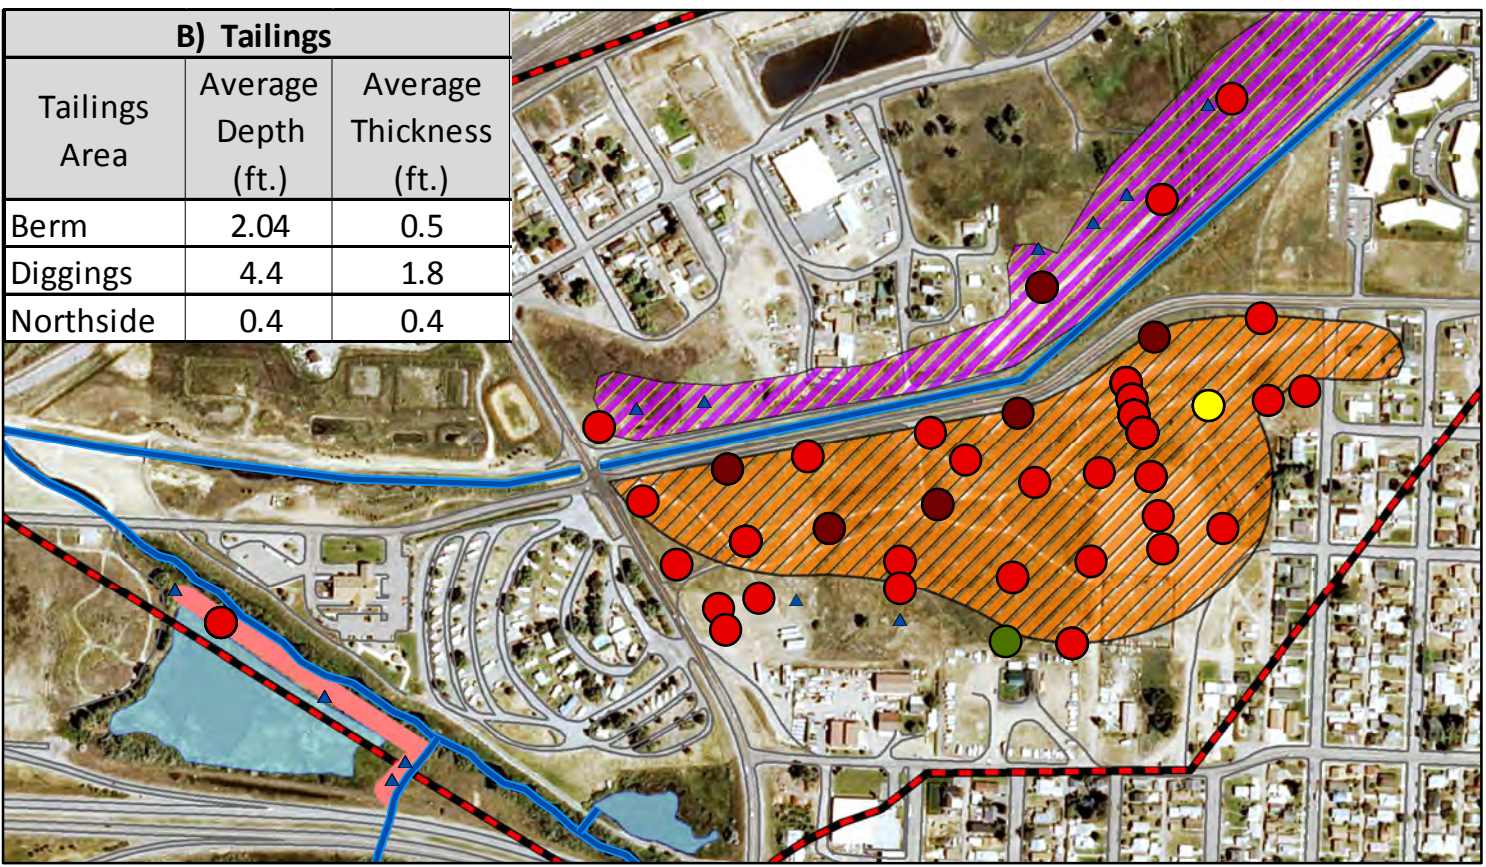 B) Tailings
Tailings Area
Average Depth (ft.)
Average Thickness (ft.)
Berm 2.04 0.5
Diggings 4.4 1.8
Northside 0.4 0.4